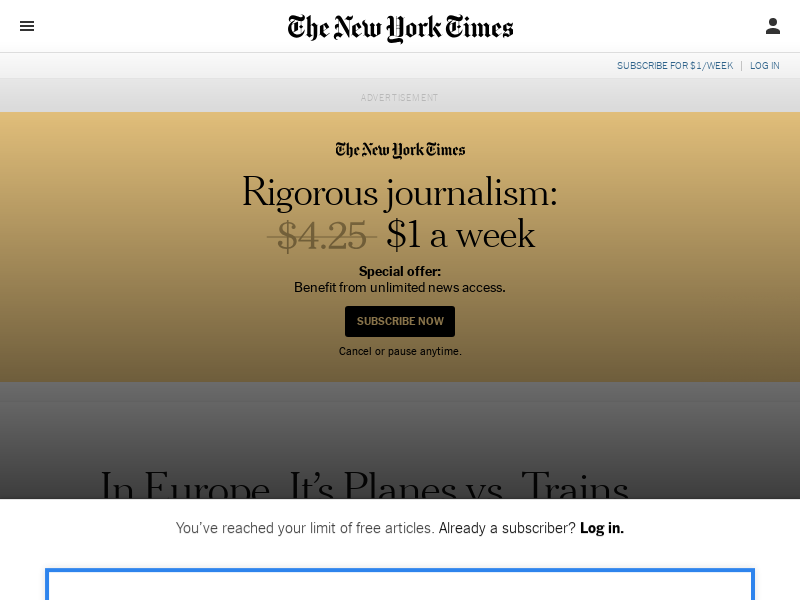 The New York Times
SUBSCRIBE FOR $1/WEEK | LOG IN
ADVERTISEMENT
The New York Times
Rigorous journalism:
$4.25 $1 a week
Special offer:
Benefit from unlimited news access.
SUBSCRIBE NOW
Cancel or pause anytime.
In Europe, It’s Planes vs. Trains
You’ve reached your limit of free articles. Already a subscriber? Log in.